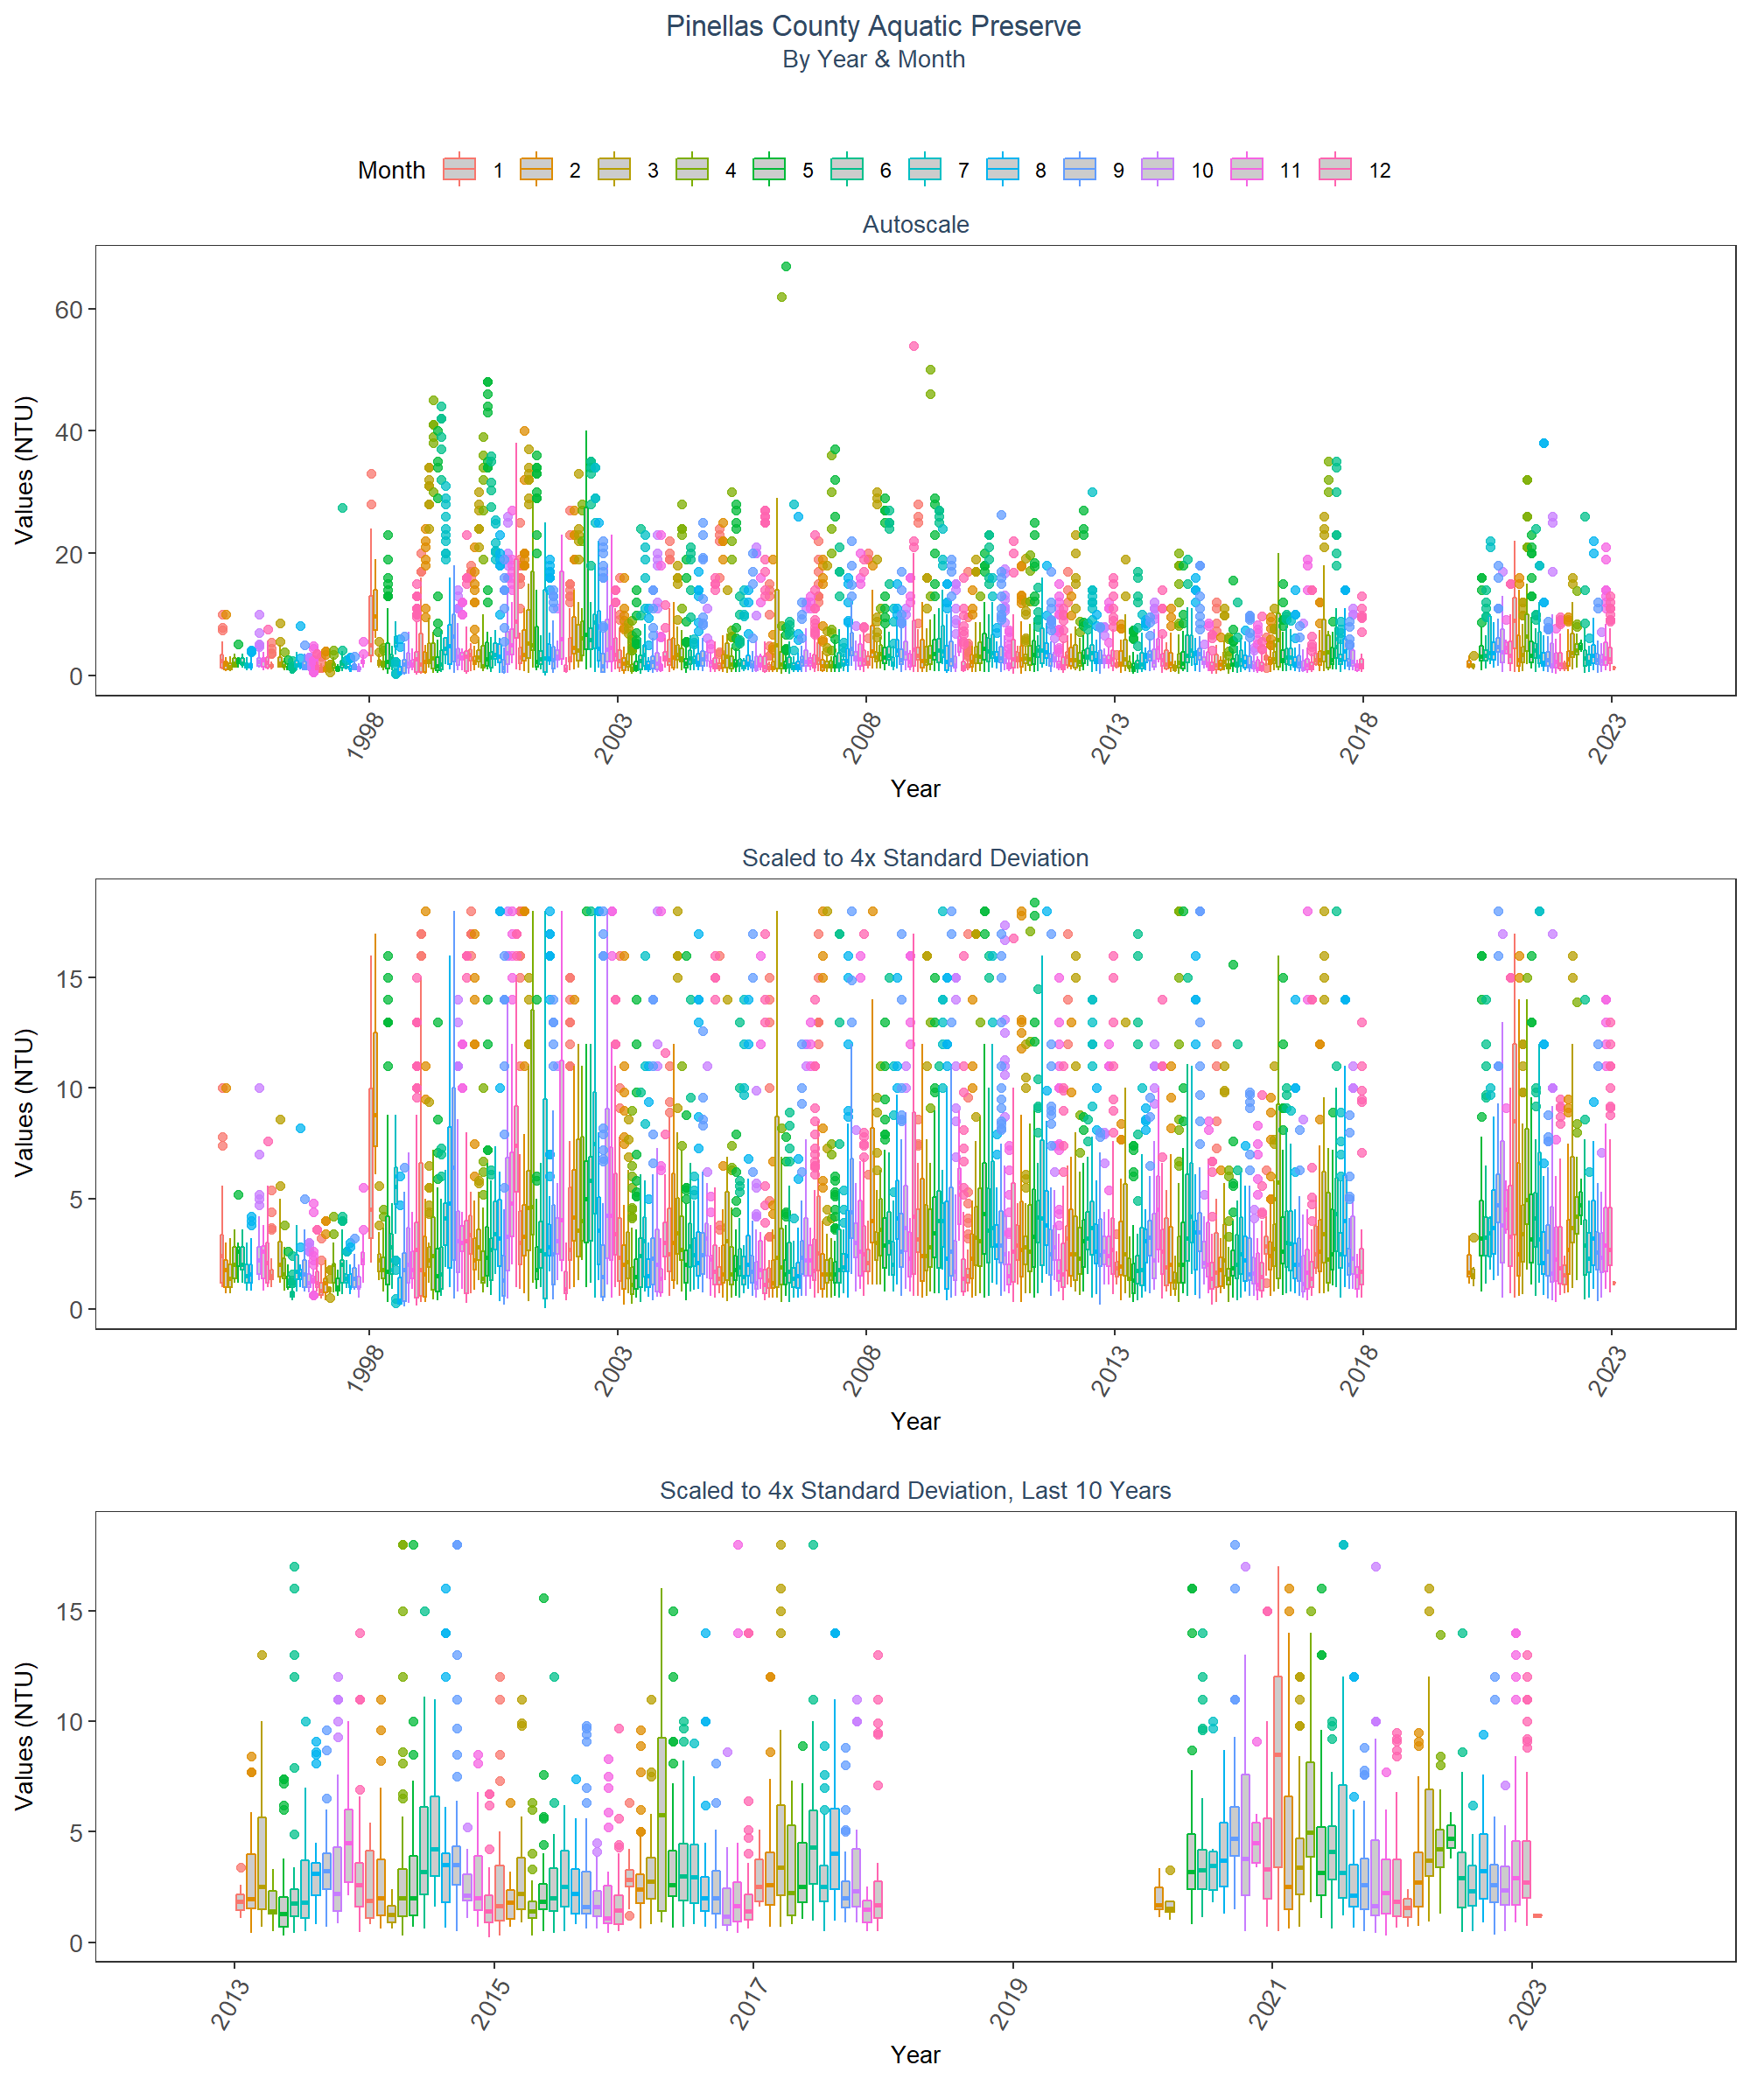 Pinellas County Aquatic Preserve
By Year & Month
Month 1 2 3 4 5 6 7 8 9 10 11 12
Autoscale
Values (NTU)
60
40
20
0
1998 2003 2008 2013 2018 2023
Year
Scaled to 4x Standard Deviation
Values (NTU)
15
10
5
0
1998 2003 2008 2013 2018 2023
Year
Scaled to 4x Standard Deviation, Last 10 Years
Values (NTU)
15
10
5
0
2013 2015 2017 2019 2021 2023
Year